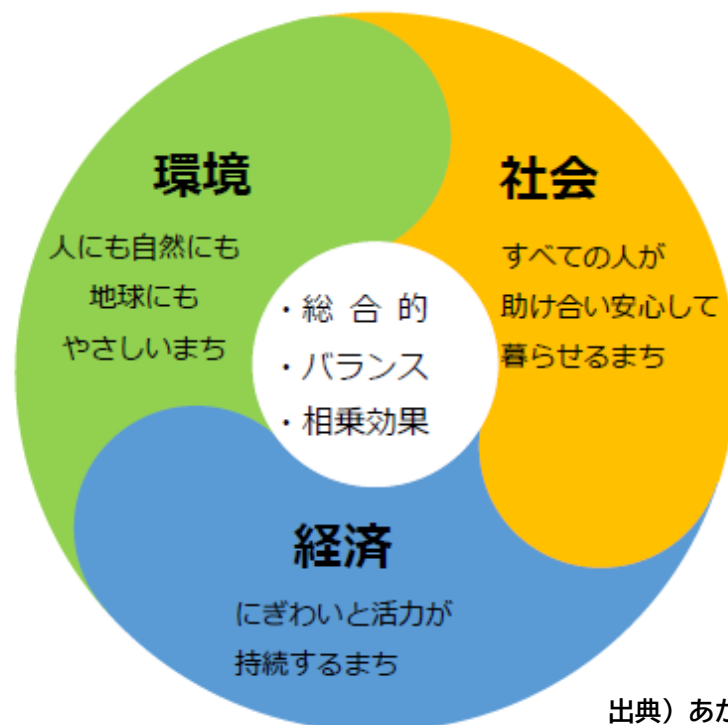 環境
人にも自然にも
地球にも
やさしいまち
社会
すべての人が
助け合い安心して
暮らせるまち
・総 合 的
・バランス
・相乗効果
経済
にぎわいと活力が
持続するまち
出典）あ